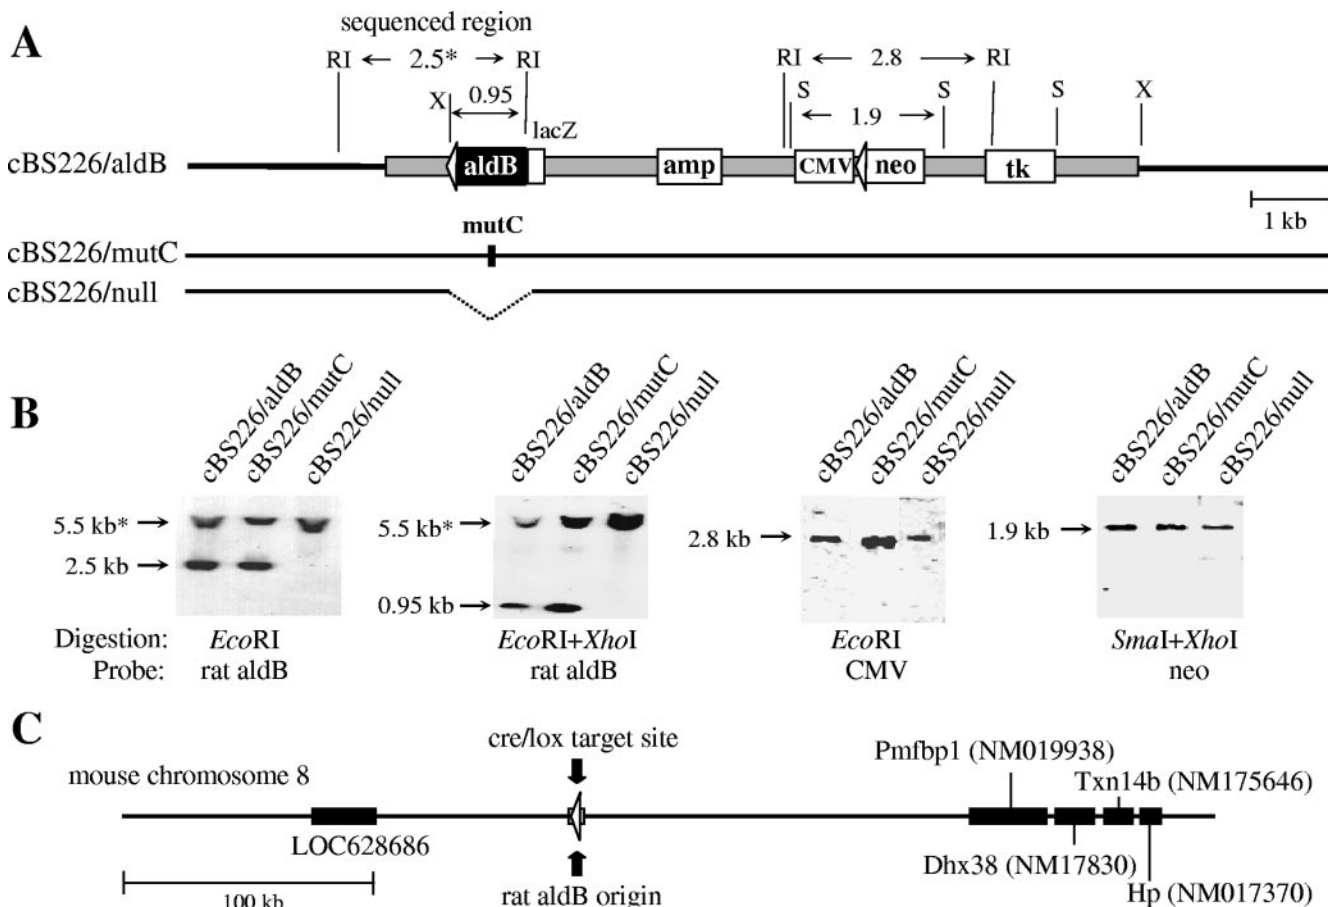 A
sequenced region
RI 2.5* RI
RI 2.8 RI
X 0.95
S 1.9 S S X
lacZ
cBS226/aldB
aldB
amp
CMV
neo
tk
1 kb
mutC
cBS226/mutC
cBS226/null
B
cBS226/aldB
cBS226/mutC
cBS226/null
cBS226/aldB
cBS226/mutC
cBS226/null
cBS226/aldB
cBS226/mutC
cBS226/null
cBS226/aldB
cBS226/mutC
cBS226/null
5.5 kb*
2.5 kb
5.5 kb*
0.95 kb
2.8 kb
1.9 kb
Digestion: EcoRI EcoRI+XhoI EcoRI SmaI+XhoI
Probe: rat aldB rat aldB CMV neo
C
cre/lox target site
mouse chromosome 8
Pmfbp1 (NM019938)
Txn14b (NM175646)
LOC628686
Dhx38 (NM17830)
rat aldB origin
Hp (NM017370)
100 kb